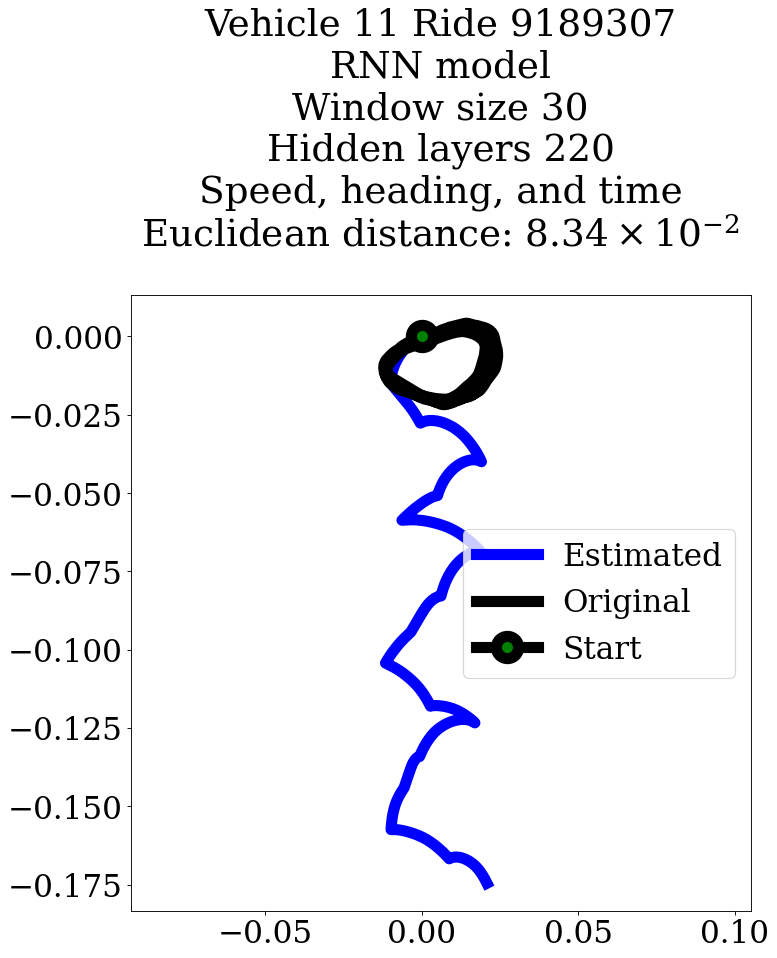 Vehicle 11 Ride 9189307
RNN model
Window size 30
Hidden layers 220
Speed, heading, and time
Euclidean distance: 8.34 × 10⁻²
0.000
−0.025
−0.050
−0.075
−0.100
−0.125
−0.150
−0.175
Estimated
Original
Start
−0.05 0.00 0.05 0.10